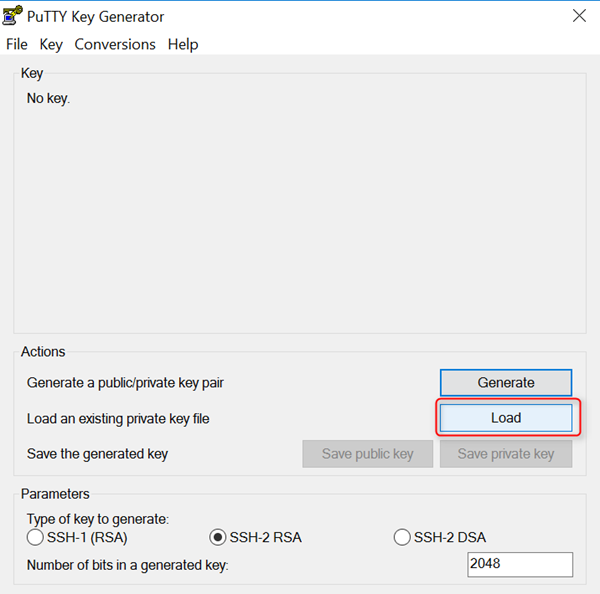 PuTTY Key Generator
File Key Conversions Help
Key
No key.
Actions
Generate a public/private key pair
Generate
Load an existing private key file
Load
Save the generated key
Save public key
Save private key
Parameters
Type of key to generate:
SSH-1 (RSA)
SSH-2 RSA
SSH-2 DSA
Number of bits in a generated key:
2048